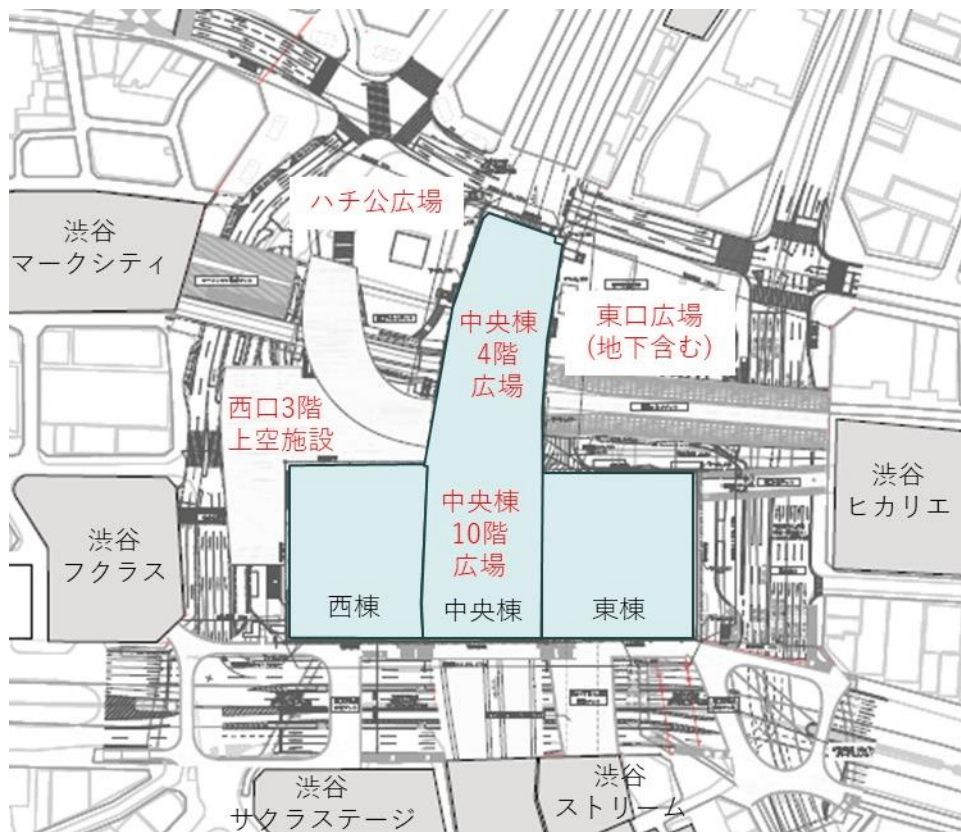 ハチ公広場
渋谷
マークシティ
中央棟
4階
広場
東口広場
(地下含む)
西口3階
上空施設
渋谷
ヒカリエ
中央棟
10階
広場
渋谷
フクラス
西棟
中央棟
東棟
渋谷
サクラステージ
渋谷
ストリーム